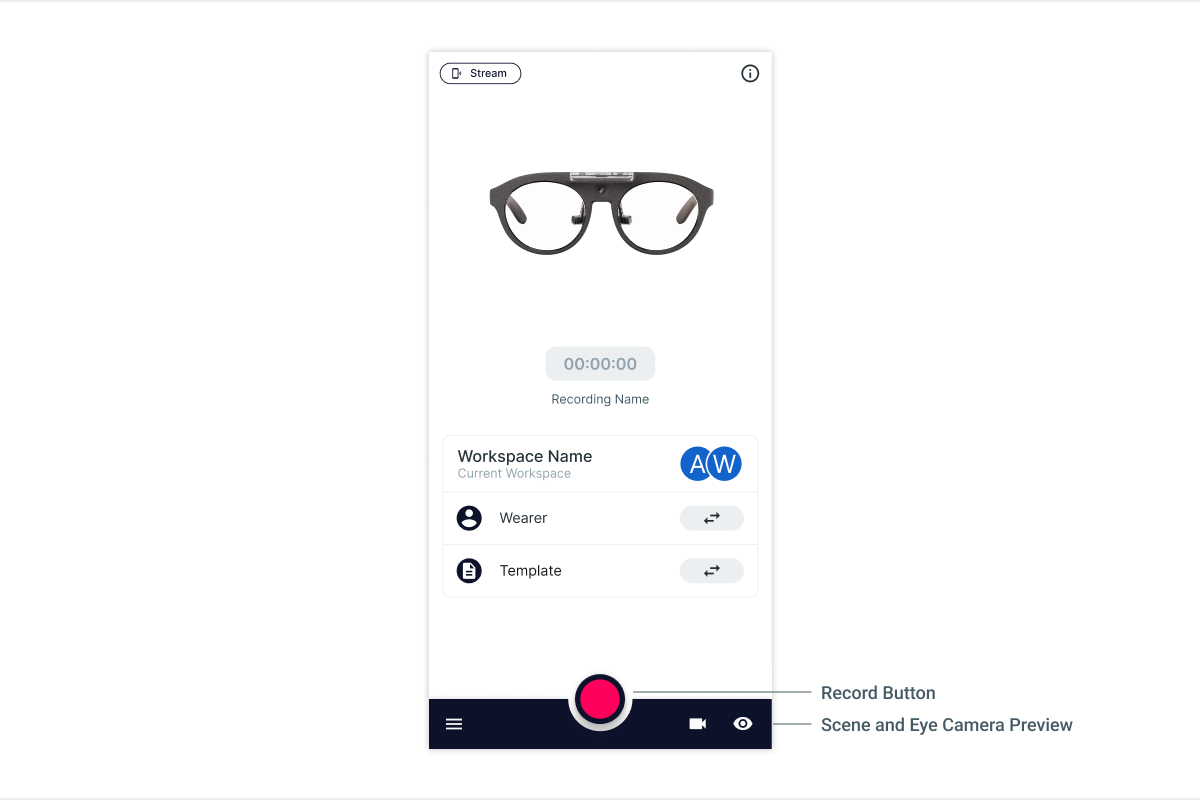 Stream
00:00:00
Recording Name
Workspace Name
Current Workspace
AW
Wearer
Template
Record Button
Scene and Eye Camera Preview